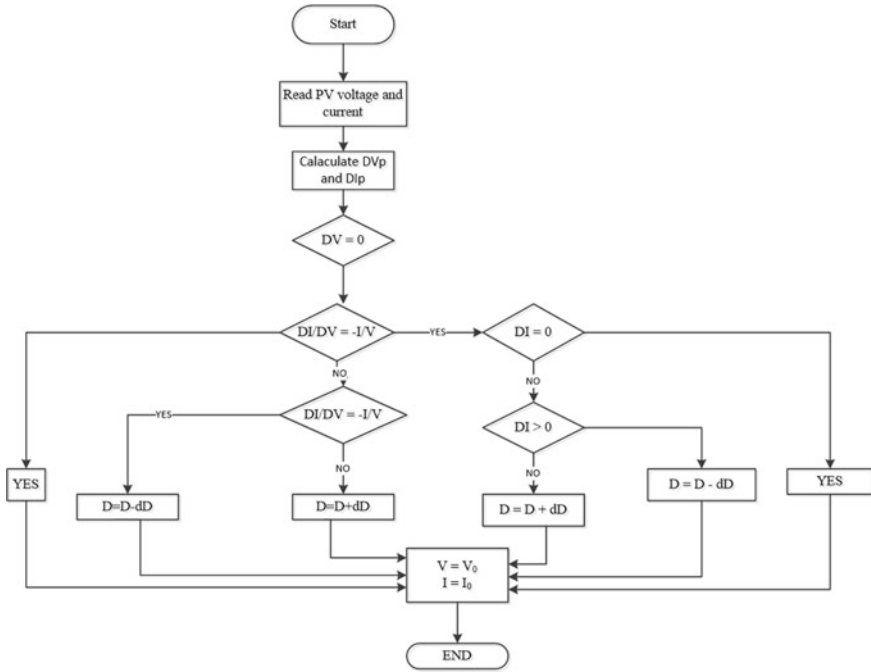 Start
Read PV voltage and
current
Calaculate DVp
and DIp
DV = 0
DI/DV = -I/V
YES
DI = 0
NO
NO
YES
DI/DV = -I/V
DI > 0
NO
NO
YES
D=D-dD
D=D+dD
D = D + dD
D = D - dD
YES
V = V₀
I = I₀
END